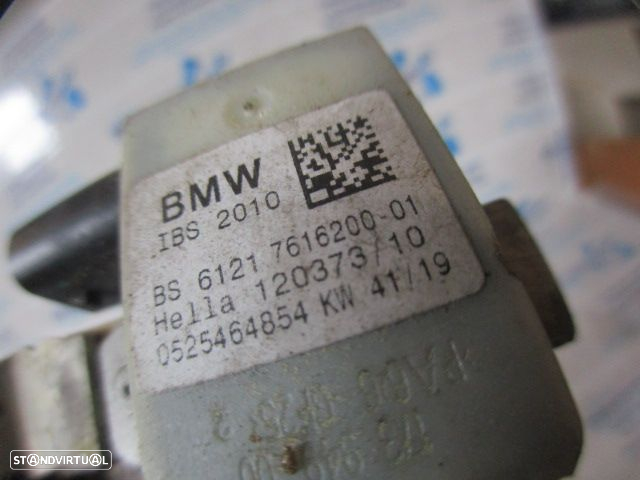 BMW
IBS 2010
BS 6121 7616200-01
Hella 120373/10
0525464854 KW 41/19
STANDVIRTUAL